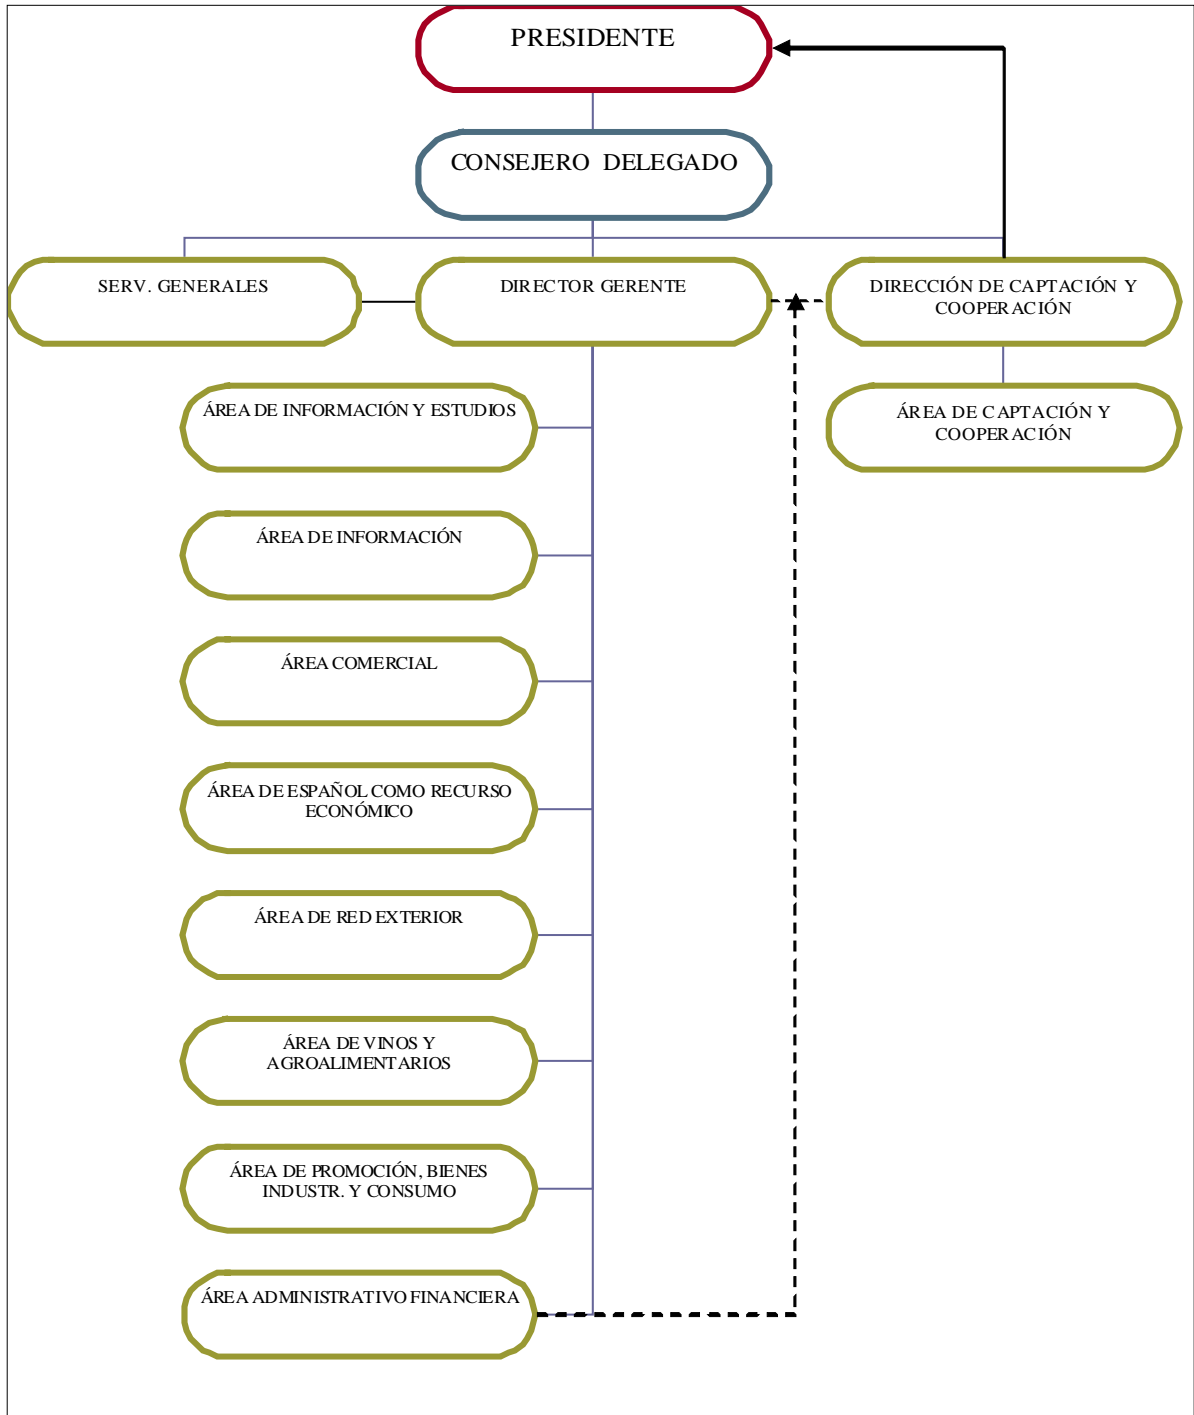 PRESIDENTE
CONSEJERO DELEGADO
SERV. GENERALES
DIRECTOR GERENTE
DIRECCIÓN DE CAPTACIÓN Y
COOPERACIÓN
ÁREA DE INFORMACIÓN Y ESTUDIOS
ÁREA DE CAPTACIÓN Y
COOPERACIÓN
ÁREA DE INFORMACIÓN
ÁREA COMERCIAL
ÁREA DE ESPAÑOL COMO RECURSO
ECONÓMICO
ÁREA DE RED EXTERIOR
ÁREA DE VINOS Y
AGROALIMENTARIOS
ÁREA DE PROMOCIÓN, BIENES
INDUSTR. Y CONSUMO
ÁREA ADMINISTRATIVO FINANCIERA